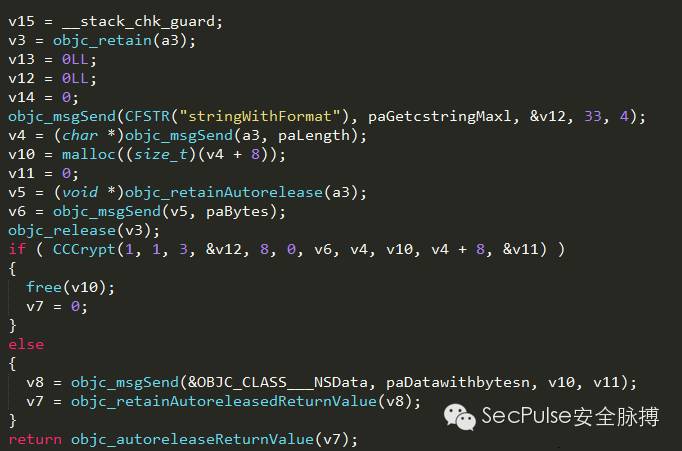 v15 = __stack_chk_guard;
v3 = objc_retain(a3);
v13 = 0LL;
v12 = 0LL;
v14 = 0;
objc_msgSend(CFSTR("stringWithFormat"), paGetcstringMaxl, &v12, 33, 4);
v4 = (char *)objc_msgSend(a3, paLength);
v10 = malloc((size_t)(v4 + 8));
v11 = 0;
v5 = (void *)objc_retainAutorelease(a3);
v6 = objc_msgSend(v5, paBytes);
objc_release(v3);
if ( CCCrypt(1, 1, 3, &v12, 8, 0, v6, v4, v10, v4 + 8, &v11) )
{
  free(v10);
  v7 = 0;
}
else
{
  v8 = objc_msgSend(&OBJC_CLASS___NSData, paDatawithbytesn, v10, v11);
  v7 = objc_retainAutoreleasedReturnValue(v8);
}
return objc_autoreleaseReturnValue(v7);
SecPulse安全脉搏